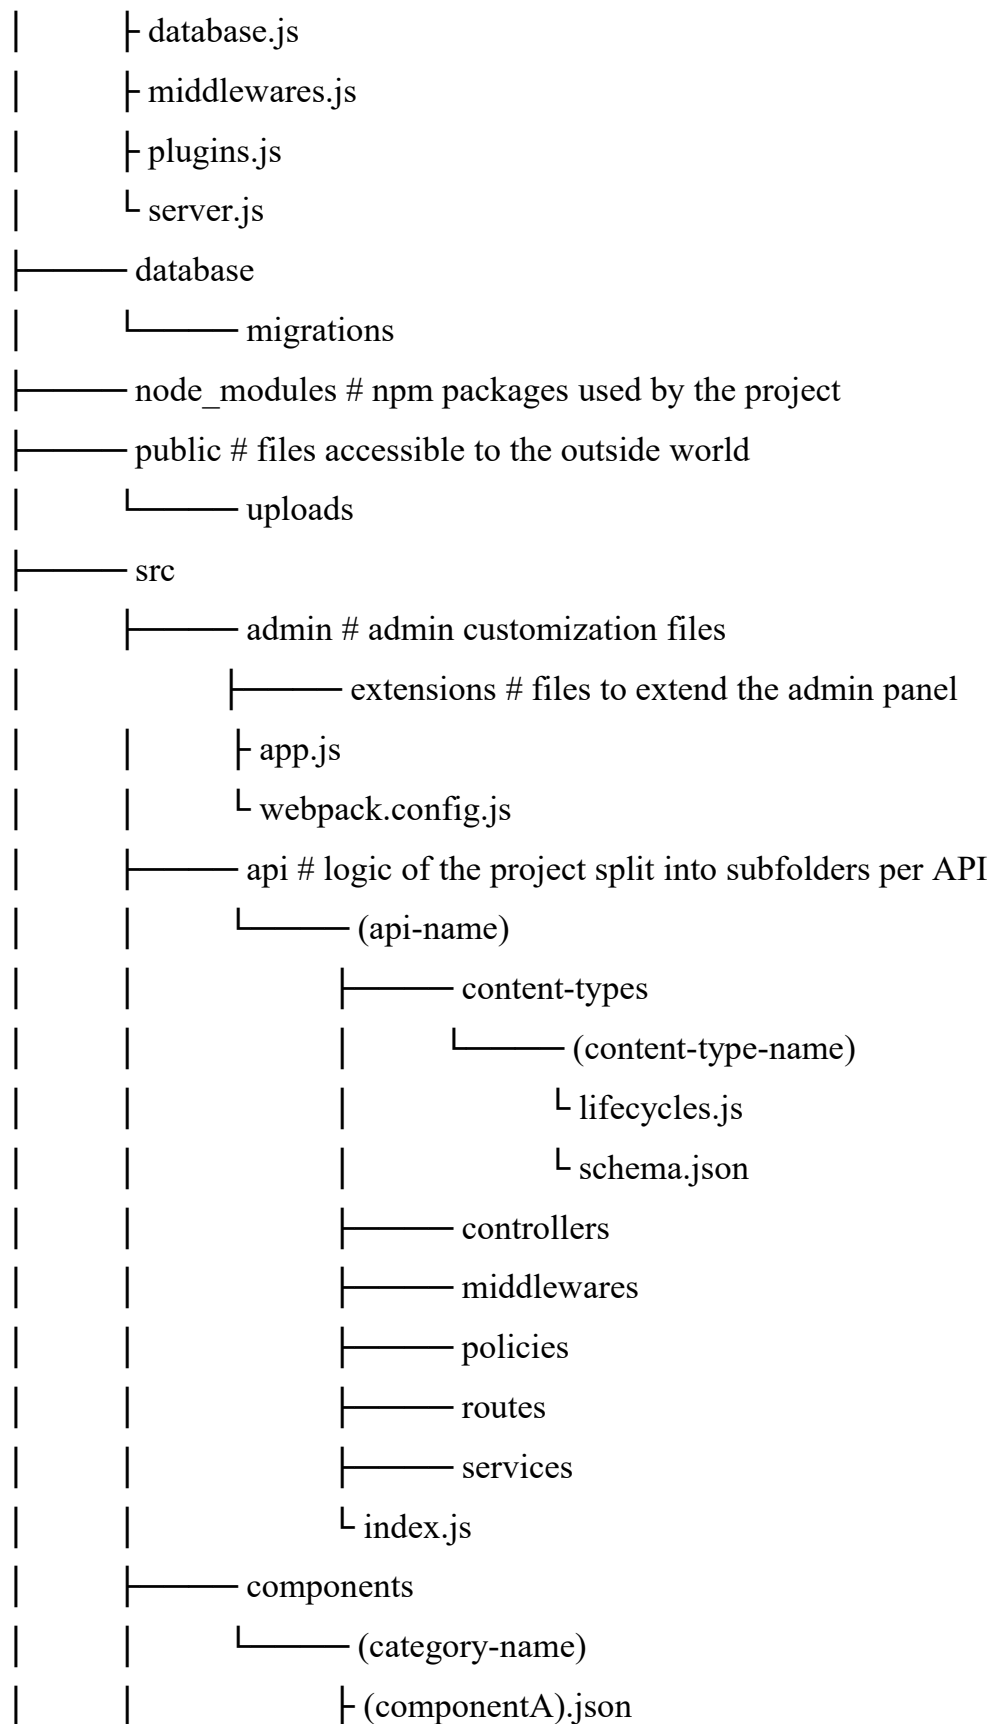 │ ├ database.js
│ ├ middlewares.js
│ ├ plugins.js
│ └ server.js
├──── database
│ └──── migrations
├──── node_modules # npm packages used by the project
├──── public # files accessible to the outside world
│ └──── uploads
├──── src
│ ├──── admin # admin customization files
│ ├──── extensions # files to extend the admin panel
│ │ ├ app.js
│ │ └ webpack.config.js
│ ├──── api # logic of the project split into subfolders per API
│ │ └──── (api-name)
│ │ ├──── content-types
│ │ │ └──── (content-type-name)
│ │ │ └ lifecycles.js
│ │ │ └ schema.json
│ │ ├──── controllers
│ │ ├──── middlewares
│ │ ├──── policies
│ │ ├──── routes
│ │ ├──── services
│ │ └ index.js
│ ├──── components
│ │ └──── (category-name)
│ │ ├ (componentA).json